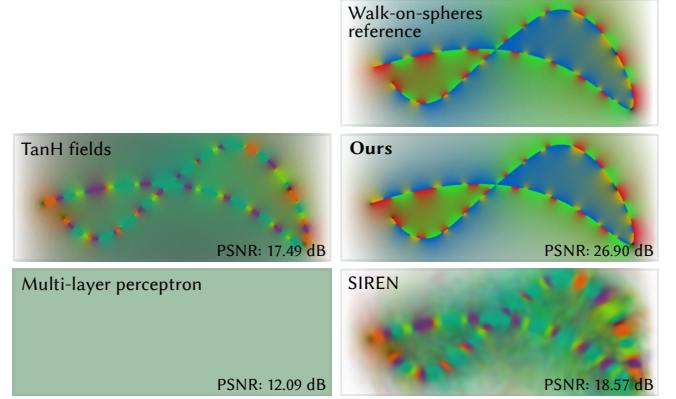 Walk-on-spheres
reference
TanH fields
PSNR: 17.49 dB
Ours
PSNR: 26.90 dB
Multi-layer perceptron
PSNR: 12.09 dB
SIREN
PSNR: 18.57 dB